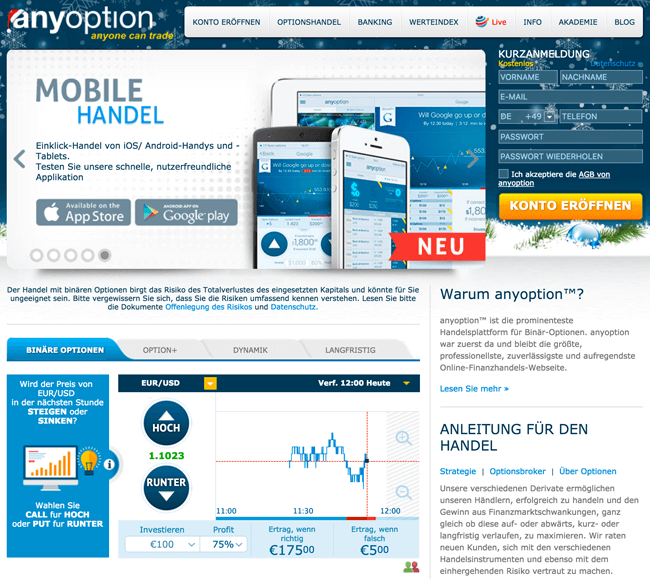 anyoption
anyone can trade
KONTO ERÖFFNEN
OPTIONSHANDEL
BANKING
WERTEINDEX
Live
INFO
AKADEMIE
BLOG
MOBILE
HANDEL
Einklick-Handel von iOS/ Android-Handys und -
Tablets.
Testen Sie unsere schnelle, nutzerfreundliche
Applikation
Available on the
App Store
ANDROID APP ON
Google play
anyoption
Will Google go up or do
anyoption
NEU
KURZANMELDUNG
Kostenlos
Datenschutz
VORNAME
NACHNAME
E-MAIL
DE
+49
TELEFON
PASSWORT
PASSWORT WIEDERHOLEN
Ich akzeptiere die AGB von
anyoption
KONTO ERÖFFNEN
Der Handel mit binären Optionen birgt das Risiko des Totalverlustes des eingesetzten Kapitals und könnte für Sie
ungeeignet sein. Bitte vergewissern Sie sich, dass Sie die Risiken umfassend kennen verstehen. Lesen Sie bitte
die Dokumente Offenlegung des Risikos und Datenschutz.
BINÄRE OPTIONEN
OPTION+
DYNAMIK
LANGFRISTIG
Wird der Preis von
EUR/USD
in der nächsten Stunde
STEIGEN oder
SINKEN?
Wählen Sie
CALL für HOCH
oder PUT fur RUNTER
EUR/USD
Verf. 12:00 Heute
HOCH
1.1023
RUNTER
11:00
11:30
12:00
Investieren
€100
Profit
75%
Ertrag, wenn
richtig
€17500
Ertrag, wenn
falsch
€500
Warum anyoption™?
anyoption™ ist die prominenteste
Handelsplattform für Binär-Optionen. anyoption
war zuerst da und bleibt die größte,
professionellste, zuverlässigste und aufregendste
Online-Finanzhandels-Webseite.
Lesen Sie mehr »
ANLEITUNG FÜR DEN
HANDEL
Strategie | Optionsbroker | Über Optionen
Unsere verschiedenen Derivate ermöglichen
unseren Händlern, erfolgreich zu handeln und den
Gewinn aus Finanzmarktschwankungen, ganz
gleich ob diese auf- oder abwärts, kurz- oder
langfristig verlaufen, zu maximieren. Wir raten
neuen Kunden, sich mit den verschiedenen
Handelsinstrumenten und ebenso mit dem
einhergehenden Risiko vertraut zu machen.